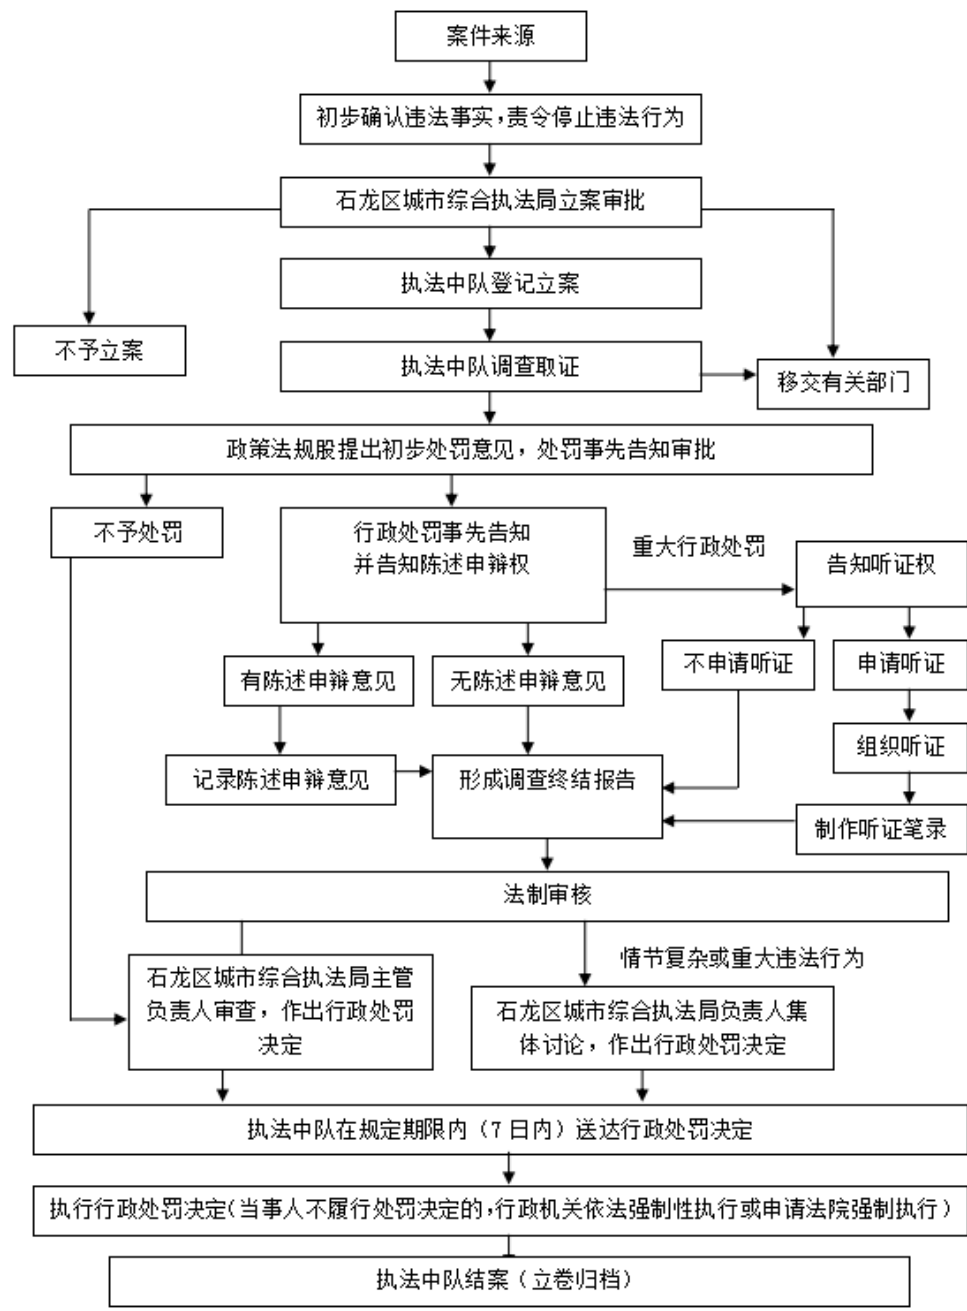 案件来源
初步确认违法事实，责令停止违法行为
石龙区城市综合执法局立案审批
执法中队登记立案
不予立案
执法中队调查取证
移交有关部门
政策法规股提出初步处罚意见，处罚事先告知审批
不予处罚
行政处罚事先告知
并告知陈述申辩权
重大行政处罚
告知听证权
有陈述申辩意见
无陈述申辩意见
不申请听证
申请听证
组织听证
记录陈述申辩意见
形成调查终结报告
制作听证笔录
法制审核
情节复杂或重大违法行为
石龙区城市综合执法局主管
负责人审查，作出行政处罚
决定
石龙区城市综合执法局负责人集
体讨论，作出行政处罚决定
执法中队在规定期限内（7日内）送达行政处罚决定
执行行政处罚决定（当事人不履行处罚决定的，行政机关依法强制性执行或申请法院强制执行）
执法中队结案（立卷归档）